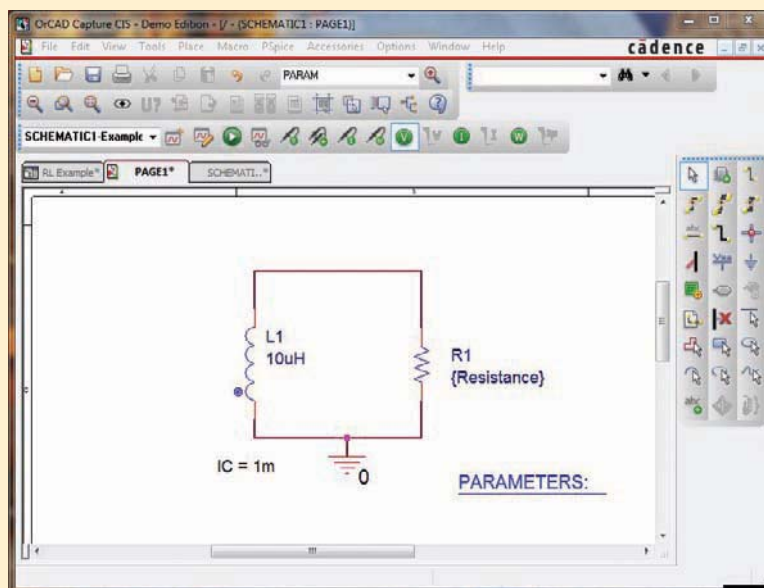 OrCAD Capture CIS - Demo Edition - [/ - (SCHEMATIC1 : PAGE1)]
File Edit View Tools Place Macro PSpice Accessories Options Window Help
cādence
PARAM
U?
SCHEMATIC1-Example
V
I
W
RL Example*
PAGE1*
SCHEMATI..*
L1
10uH
R1
{Resistance}
IC = 1m
0
PARAMETERS: